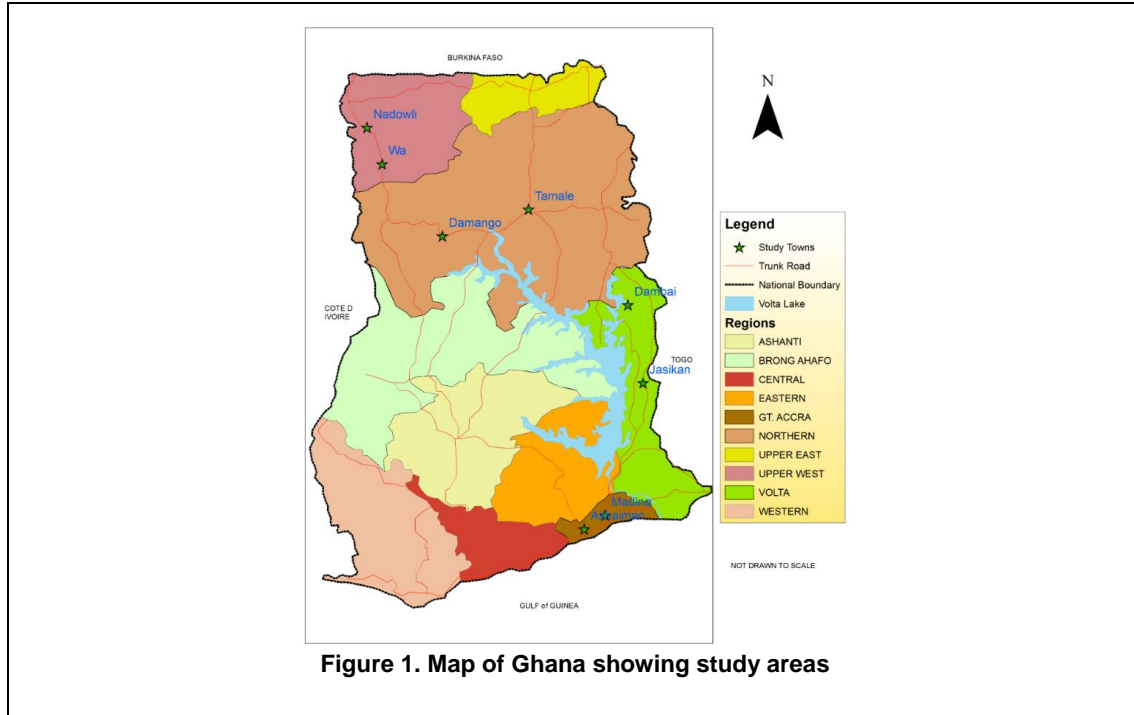 BURKINA FASO
N
Nadowli
Wa
Tamale
Damango
Dambai
COTE D
IVOIRE
TOGO
Jasikan
Madina
Ashaiman
GULF of GUINEA
Legend
Study Towns
Trunk Road
National Boundary
Volta Lake
Regions
ASHANTI
BRONG AHAFO
CENTRAL
EASTERN
GT. ACCRA
NORTHERN
UPPER EAST
UPPER WEST
VOLTA
WESTERN
NOT DRAWN TO SCALE
Figure 1. Map of Ghana showing study areas